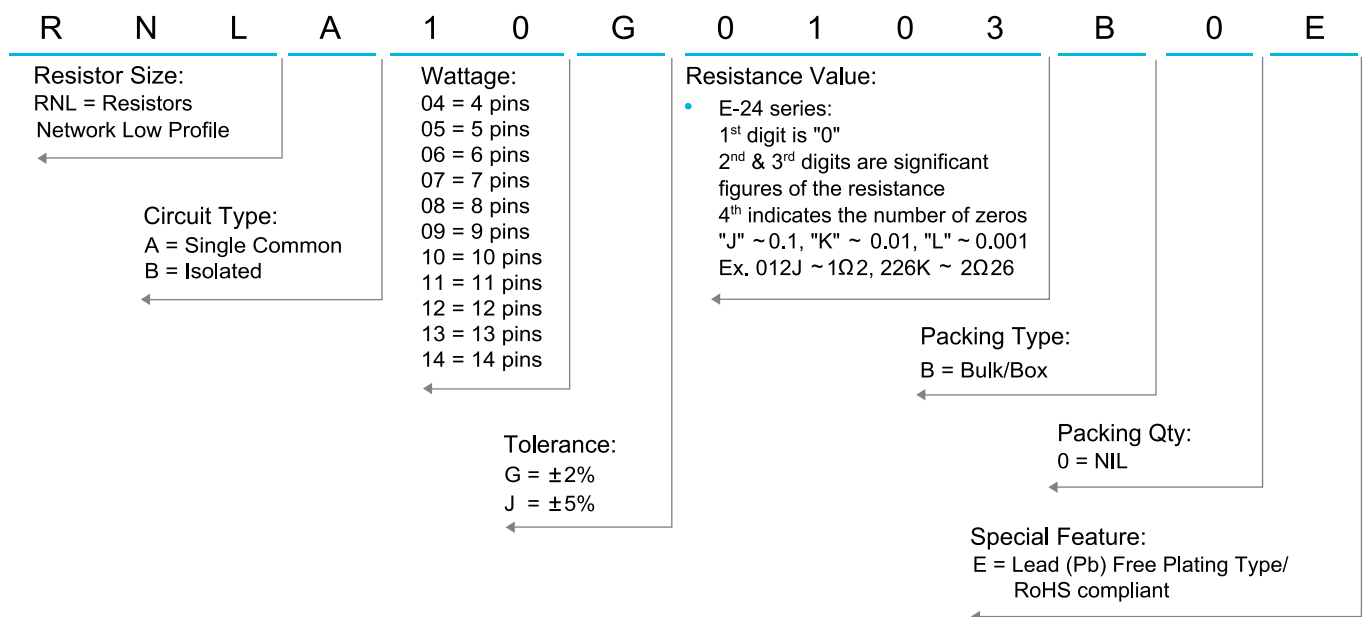 R N L A 1 0 G 0 1 0 3 B 0 E
Resistor Size:
RNL = Resistors
Network Low Profile
Circuit Type:
A = Single Common
B = Isolated
Wattage:
04 = 4 pins
05 = 5 pins
06 = 6 pins
07 = 7 pins
08 = 8 pins
09 = 9 pins
10 = 10 pins
11 = 11 pins
12 = 12 pins
13 = 13 pins
14 = 14 pins
Tolerance:
G = ±2%
J = ±5%
Resistance Value:
• E-24 series:
1st digit is "0"
2nd & 3rd digits are significant
figures of the resistance
4th indicates the number of zeros
"J" ~ 0.1, "K" ~ 0.01, "L" ~ 0.001
Ex. 012J ~ 1Ω2, 226K ~ 2Ω26
Packing Type:
B = Bulk/Box
Packing Qty:
0 = NIL
Special Feature:
E = Lead (Pb) Free Plating Type/
RoHS compliant